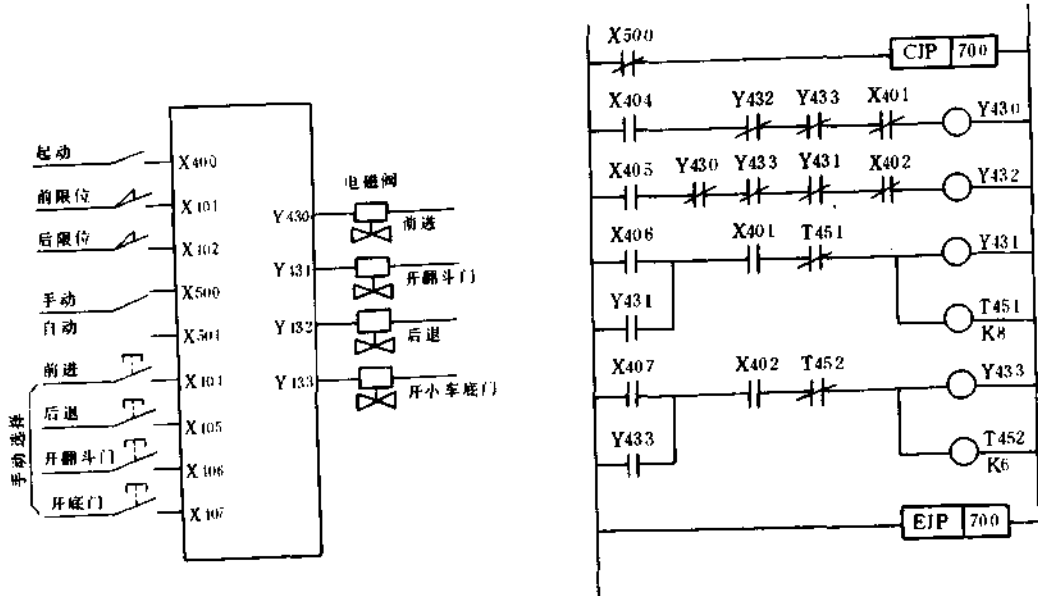 起动
前限位
后限位
手动
自动
前进
后退
开翻斗门
开底门
手动选择
X400
X401
X402
X500
X501
X404
X405
X406
X407
Y430
Y431
Y432
Y433
电磁阀
前进
开翻斗门
后退
开小车底门
X500
CJP 700
X404 Y432 Y433 X401 Y430
X405 Y430 Y433 Y431 X402 Y432
X406 X401 T451 Y431
Y431 T451
K8
X407 X402 T452 Y433
Y433 T452
K6
EJP 700